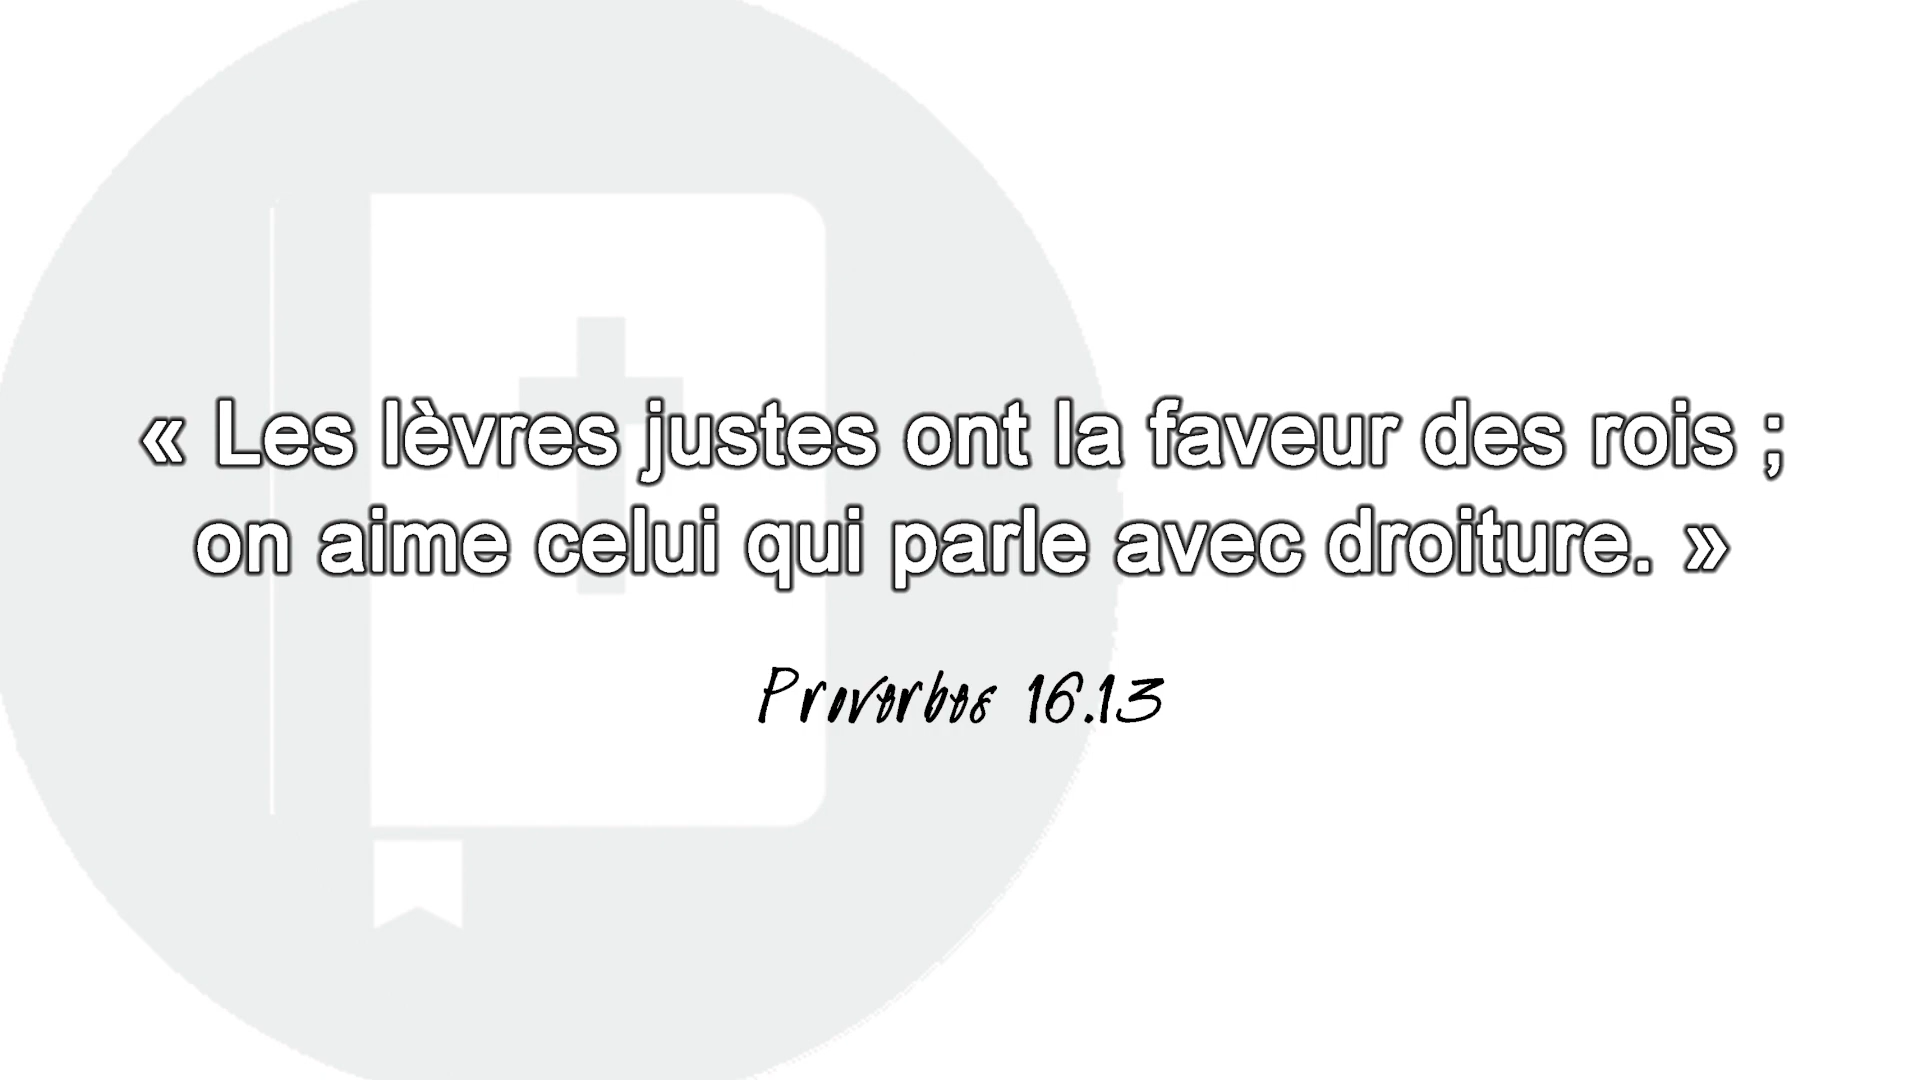 « Les lèvres justes ont la faveur des rois ;
on aime celui qui parle avec droiture. »
Proverbes 16.13